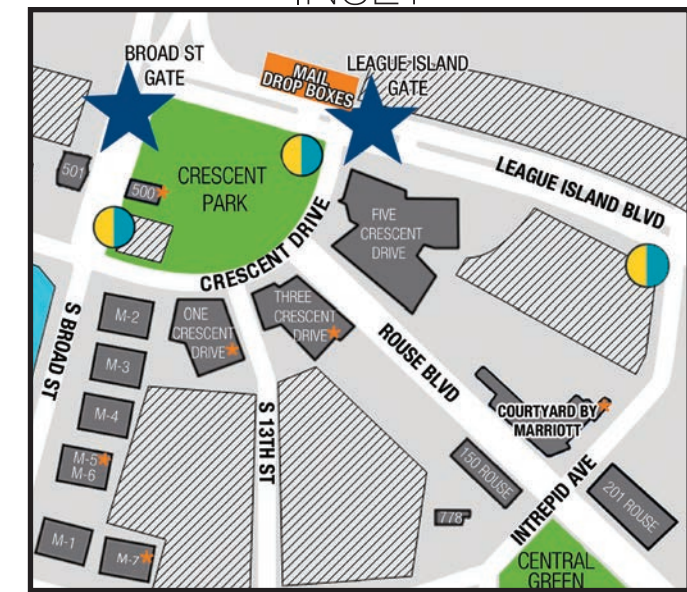 INSET
BROAD ST
GATE
LEAGUE ISLAND
GATE
MAIL
DROP BOXES
501
500
CRESCENT
PARK
LEAGUE ISLAND BLVD
FIVE
CRESCENT
DRIVE
CRESCENT DRIVE
S BROAD ST
M-2
ONE
CRESCENT
DRIVE
THREE
CRESCENT
DRIVE
ROUSE BLVD
M-3
M-4
S 13TH ST
COURTYARD BY
MARRIOTT
M-5
M-6
150 ROUSE
INTREPID AVE
201 ROUSE
778
M-1
M-7
CENTRAL
GREEN